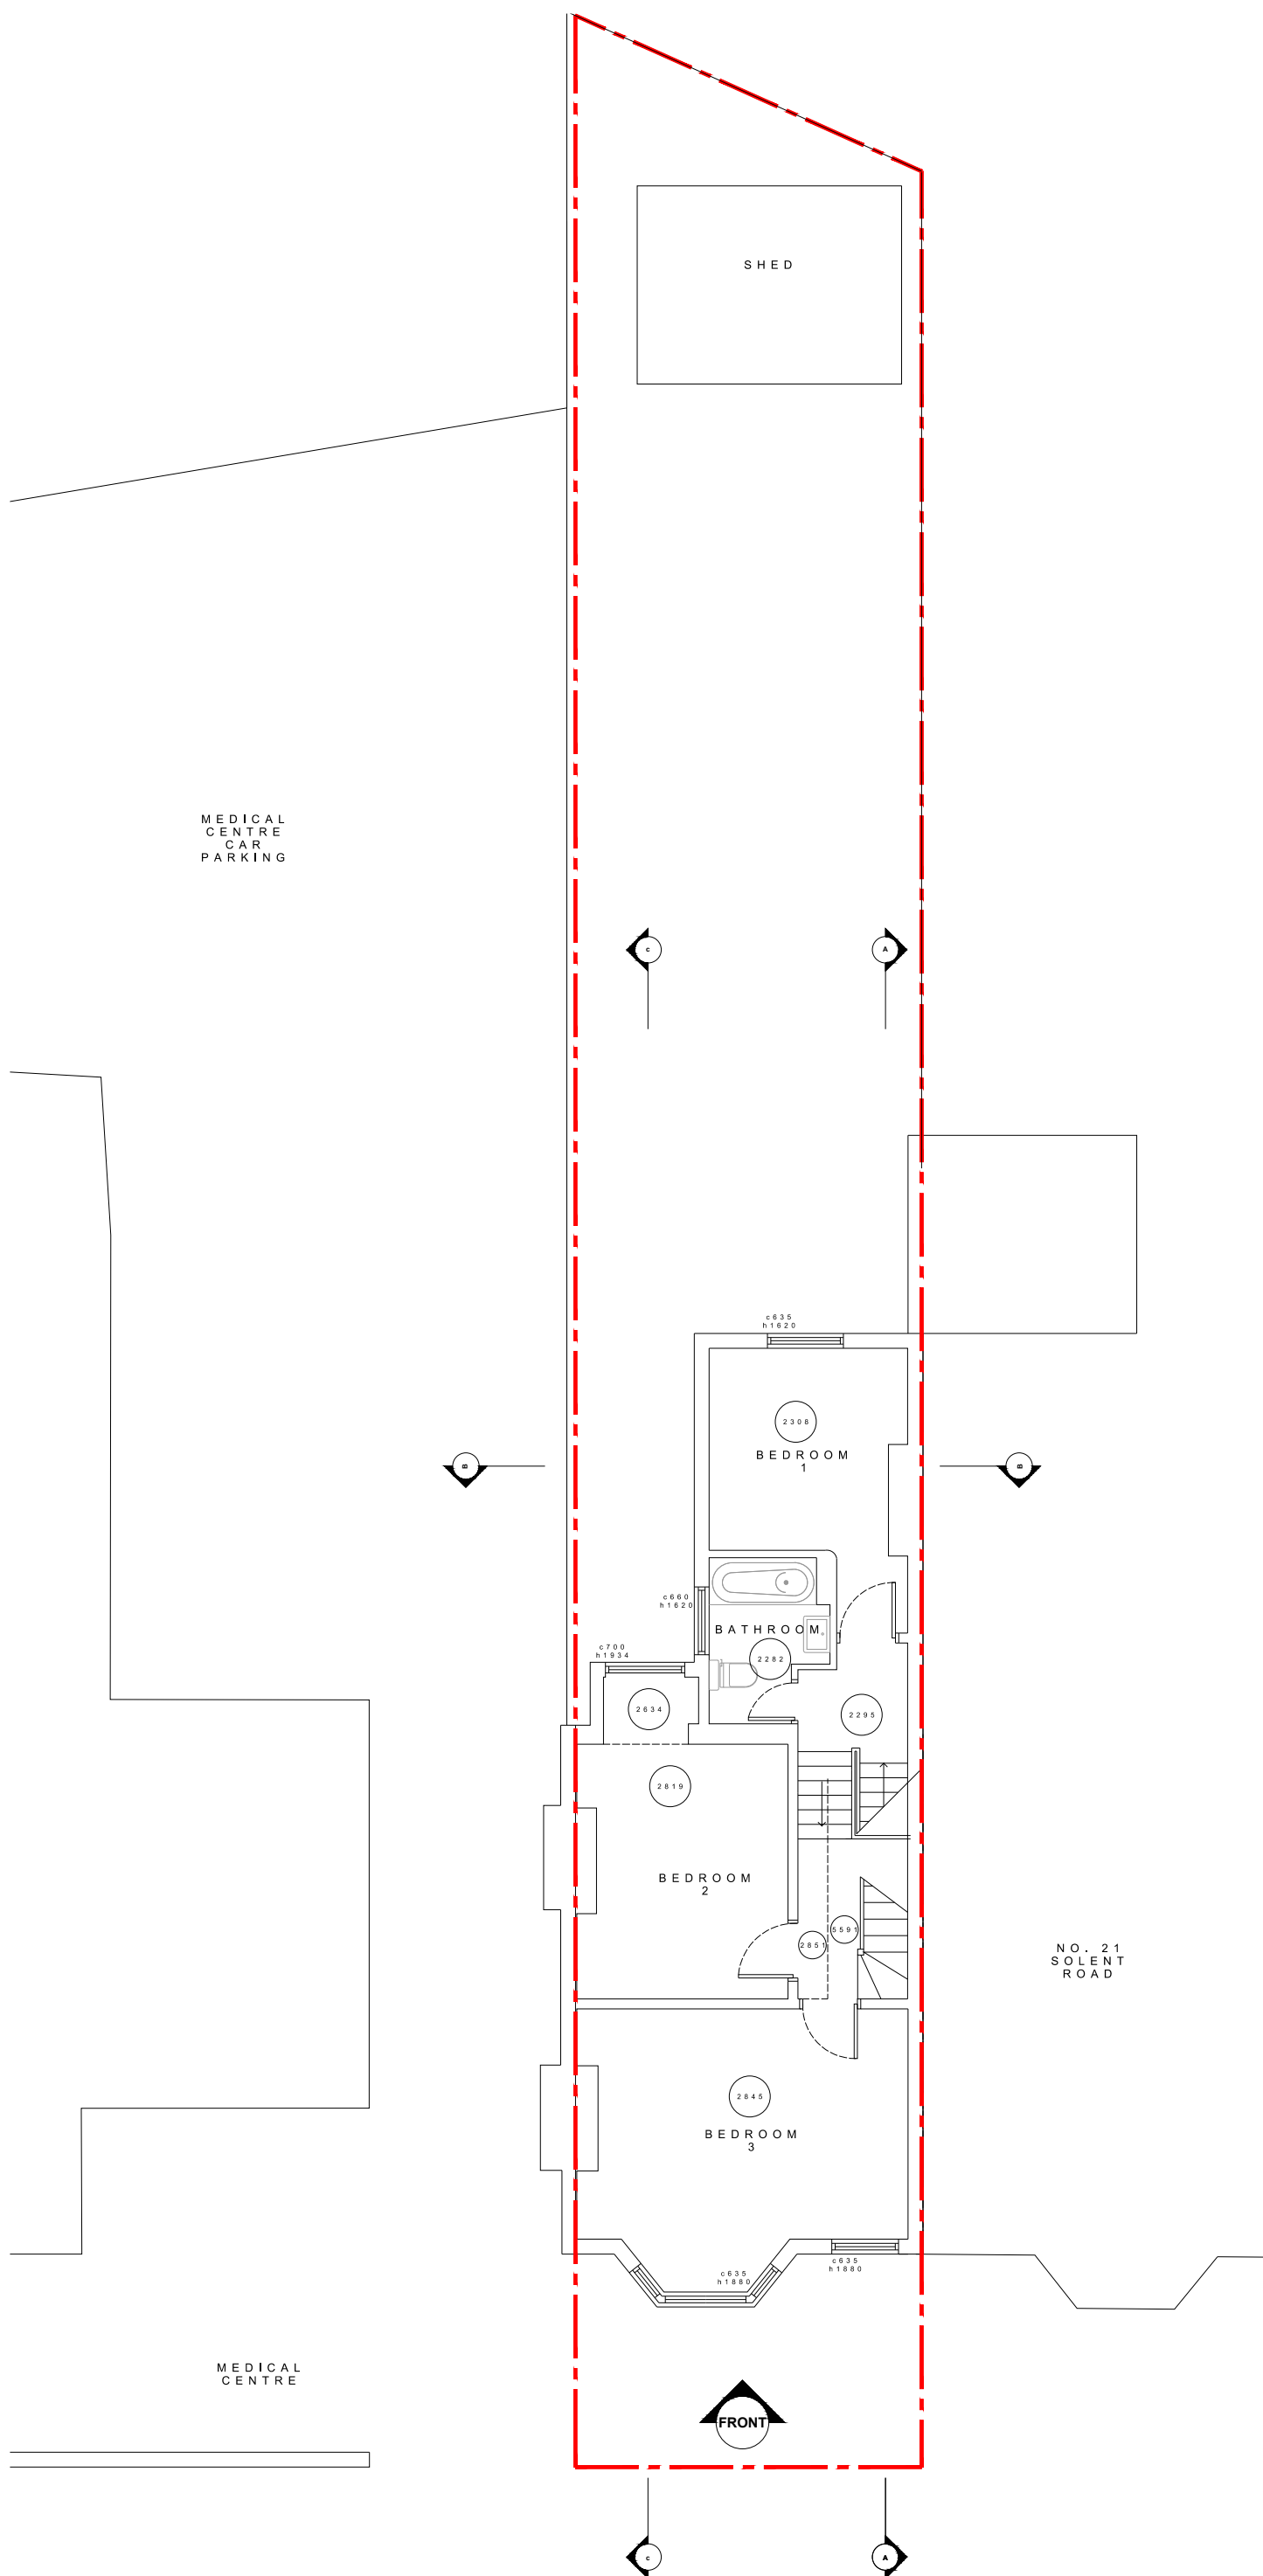 SHED
MEDICAL
CENTRE
CAR
PARKING
c
A
c635
h1620
2308
BEDROOM
1
B
B
c660
h1620
BATHROOM
2282
c700
h1934
2634
2295
2819
BEDROOM
2
5591
2651
NO. 21
SOLENT
ROAD
2845
BEDROOM
3
c635
h1880
c635
h1880
MEDICAL
CENTRE
FRONT
c
A